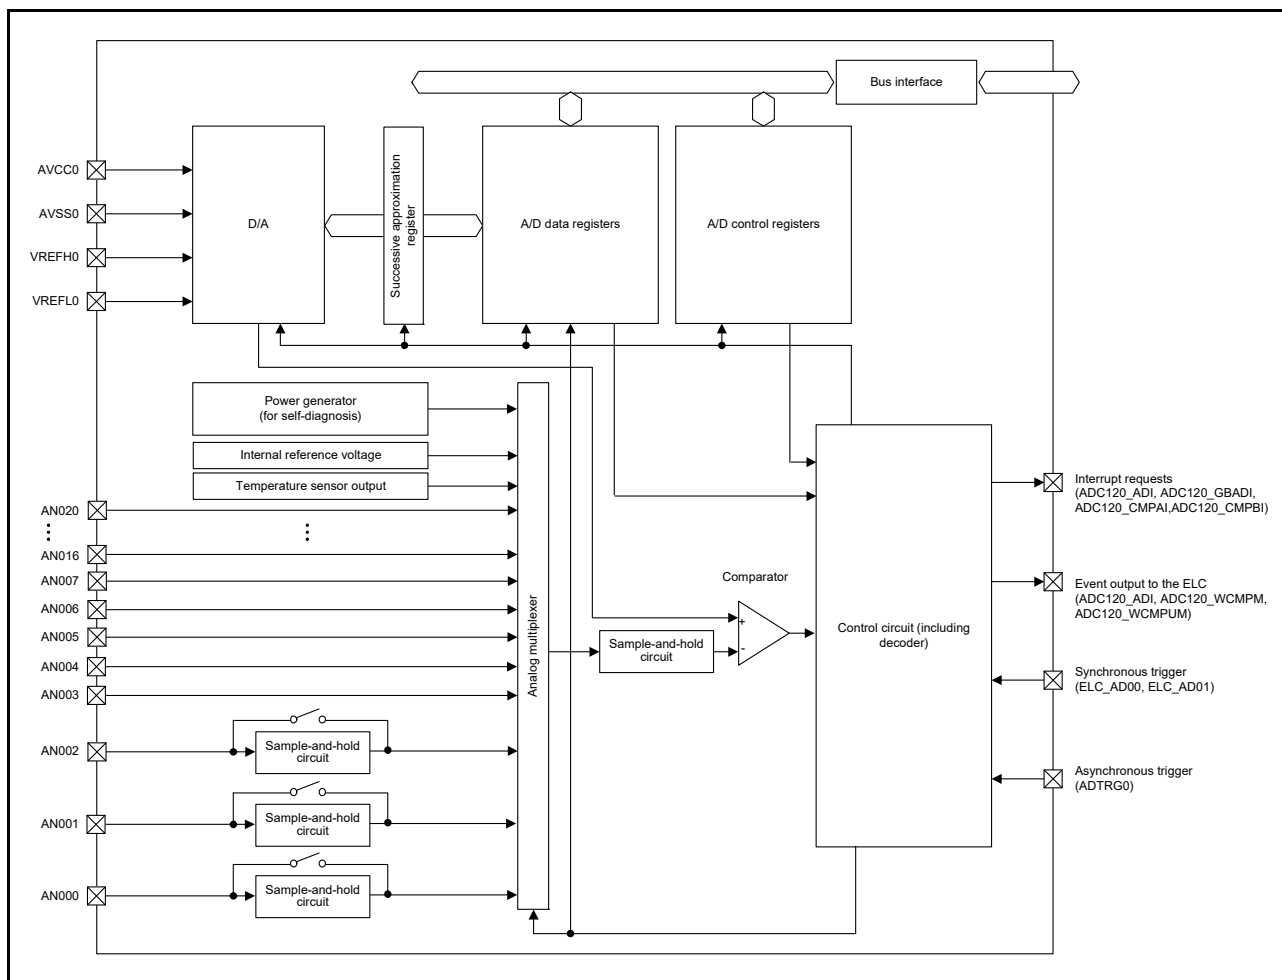 Bus interface
AVCC0
AVSS0
VREFH0
VREFL0
D/A
Successive approximation
register
A/D data registers
A/D control registers
Power generator
(for self-diagnosis)
Internal reference voltage
Temperature sensor output
AN020
AN016
AN007
AN006
AN005
AN004
AN003
AN002
AN001
AN000
Sample-and-hold
circuit
Sample-and-hold
circuit
Sample-and-hold
circuit
Analog multiplexer
Sample-and-hold
circuit
Comparator
+
-
Control circuit (including
decoder)
Interrupt requests
(ADC120_ADI, ADC120_GBADI,
ADC120_CMPAI,ADC120_CMPBI)
Event output to the ELC
(ADC120_ADI, ADC120_WCMPM,
ADC120_WCMPUM)
Synchronous trigger
(ELC_AD00, ELC_AD01)
Asynchronous trigger
(ADTRG0)